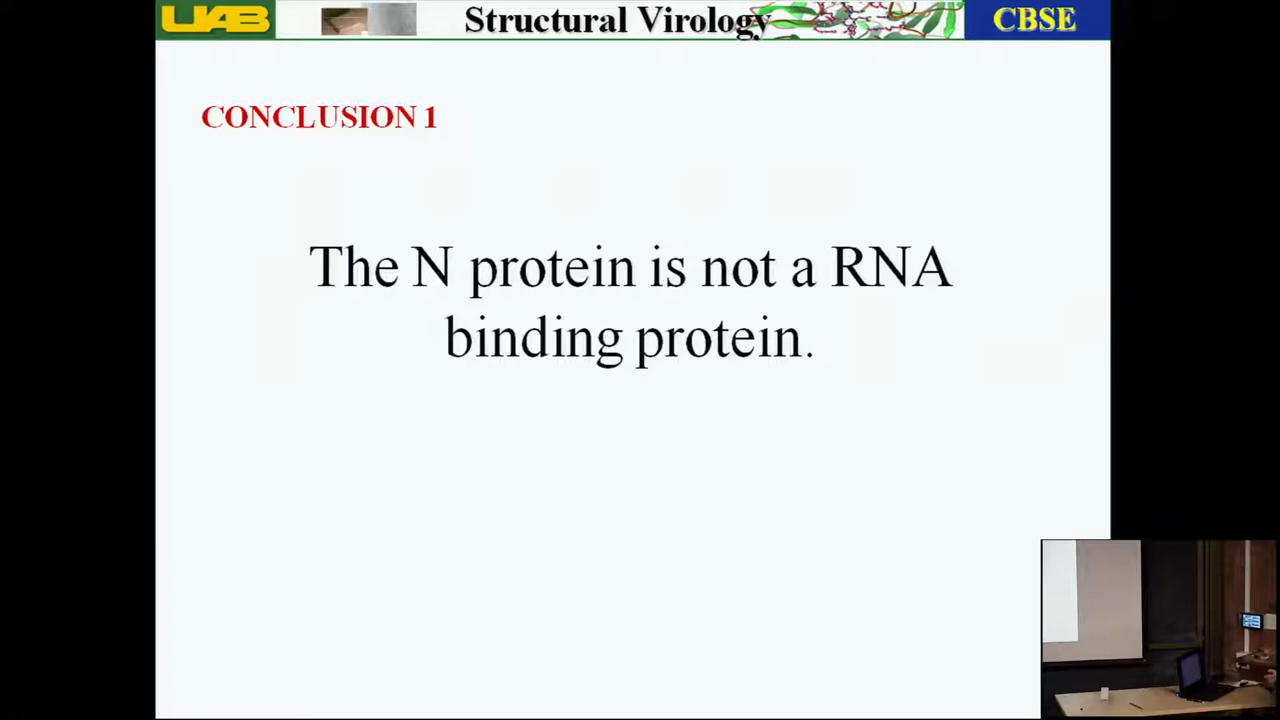 UAB
Structural Virology
CBSE
CONCLUSION 1
The N protein is not a RNA
binding protein.